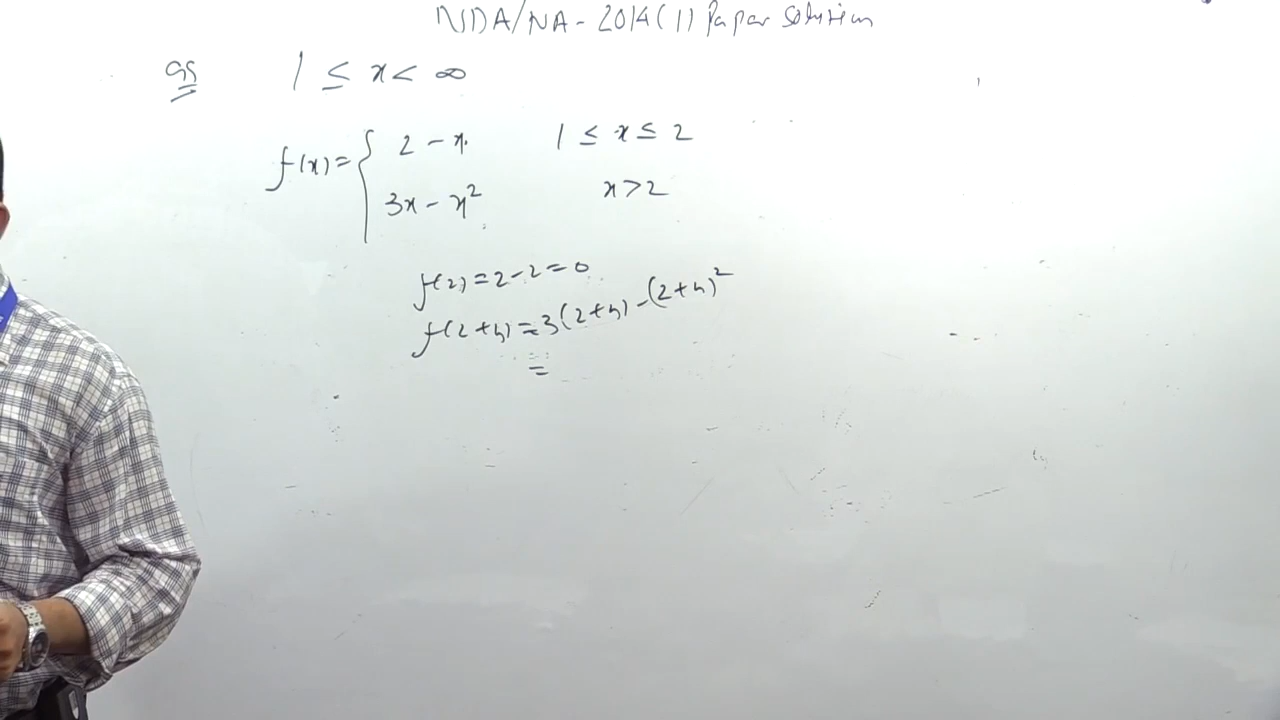 NDA/NA - 2014(1) Paper Solution
95 1 ≤ x < ∞
f(x) = { 2 - x 1 ≤ x ≤ 2
3x - x² x > 2
f(2) = 2 - 2 = 0
f(2+h) = 3(2+h) - (2+h)²
=